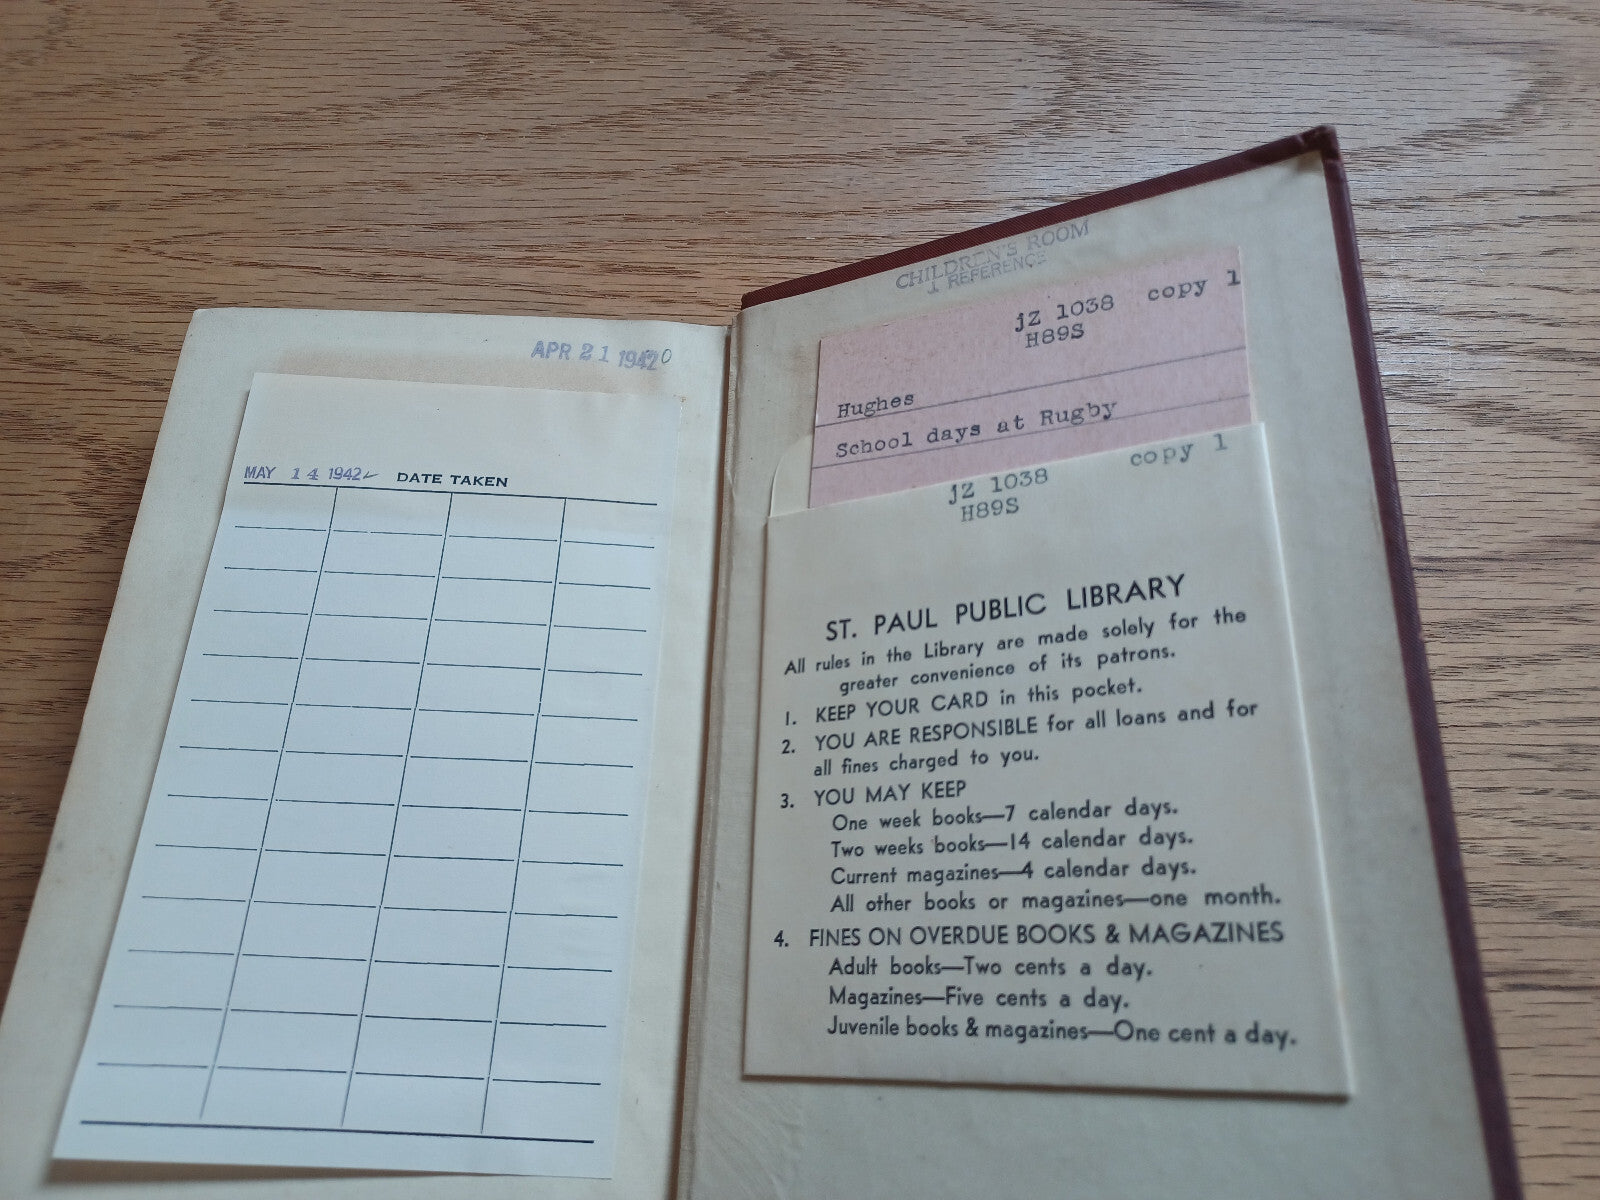 APR 21 1942
MAY 14 1942 DATE TAKEN
CHILDREN'S ROOM
REFERENCE
jZ 1038 copy 1
H89S
Hughes
School days at Rugby
jZ 1038 copy 1
H89S
ST. PAUL PUBLIC LIBRARY
All rules in the Library are made solely for the
greater convenience of its patrons.
1. KEEP YOUR CARD in this pocket.
2. YOU ARE RESPONSIBLE for all loans and for
all fines charged to you.
3. YOU MAY KEEP
One week books—7 calendar days.
Two weeks books—14 calendar days.
Current magazines—4 calendar days.
All other books or magazines—one month.
4. FINES ON OVERDUE BOOKS & MAGAZINES
Adult books—Two cents a day.
Magazines—Five cents a day.
Juvenile books & magazines—One cent a day.